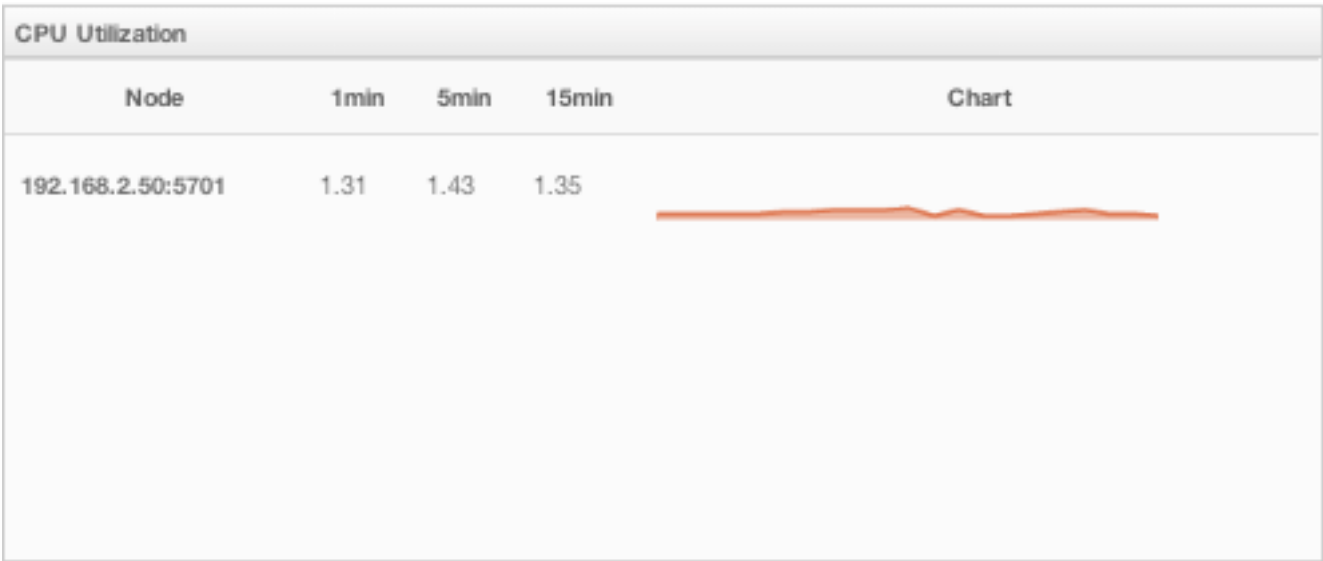 CPU Utilization
Node 1min 5min 15min Chart
192.168.2.50:5701 1.31 1.43 1.35